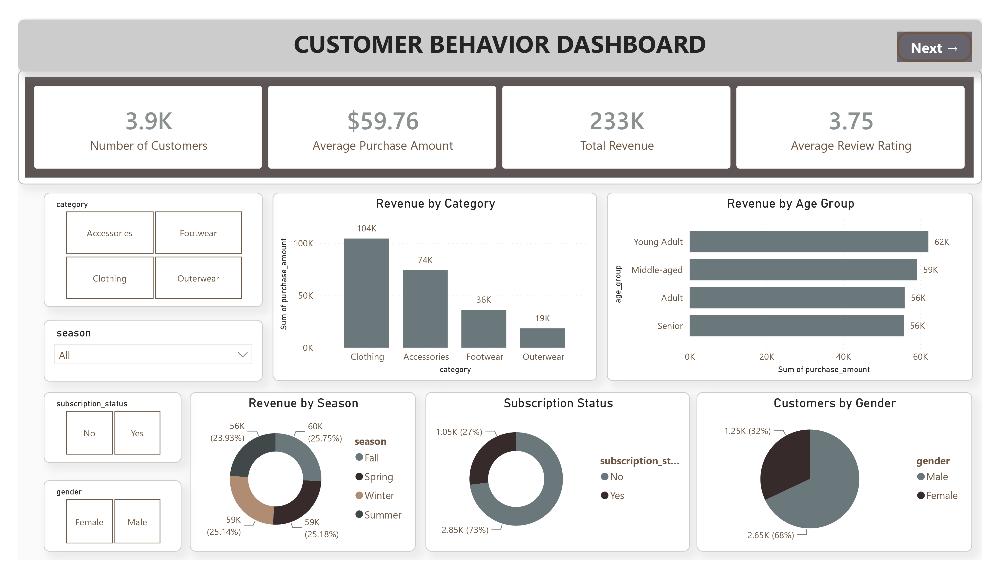 CUSTOMER BEHAVIOR DASHBOARD
Next →
3.9K
Number of Customers
$59.76
Average Purchase Amount
233K
Total Revenue
3.75
Average Review Rating
category
Accessories
Footwear
Clothing
Outerwear
season
All
Revenue by Category
Sum of purchase_amount
100K
50K
0K
104K
74K
36K
19K
Clothing
Accessories
Footwear
Outerwear
category
Revenue by Age Group
age_group
Young Adult
62K
Middle-aged
59K
Adult
56K
Senior
56K
0K
20K
40K
60K
Sum of purchase_amount
subscription_status
No
Yes
gender
Female
Male
Revenue by Season
56K
(23.93%)
60K
(25.75%)
59K
(25.14%)
59K
(25.18%)
season
Fall
Spring
Winter
Summer
Subscription Status
1.05K (27%)
2.85K (73%)
subscription_st...
No
Yes
Customers by Gender
1.25K (32%)
2.65K (68%)
gender
Male
Female